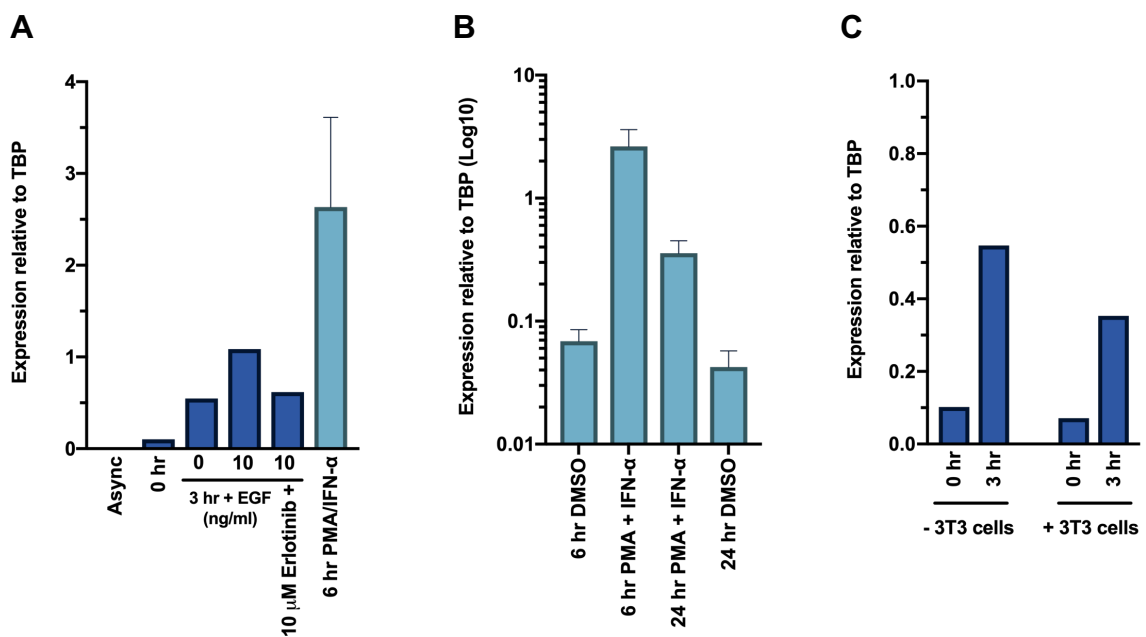 A
Expression relative to TBP
4
3
2
1
0
Async
0 hr
0
10
10
3 hr + EGF
(ng/ml)
10 μM Erlotinib +
6 hr PMA/IFN-α
B
Expression relative to TBP (Log10)
10
1
0.1
0.01
6 hr DMSO
6 hr PMA + IFN-α
24 hr PMA + IFN-α
24 hr DMSO
C
Expression relative to TBP
1.0
0.8
0.6
0.4
0.2
0.0
0 hr
3 hr
0 hr
3 hr
- 3T3 cells
+ 3T3 cells